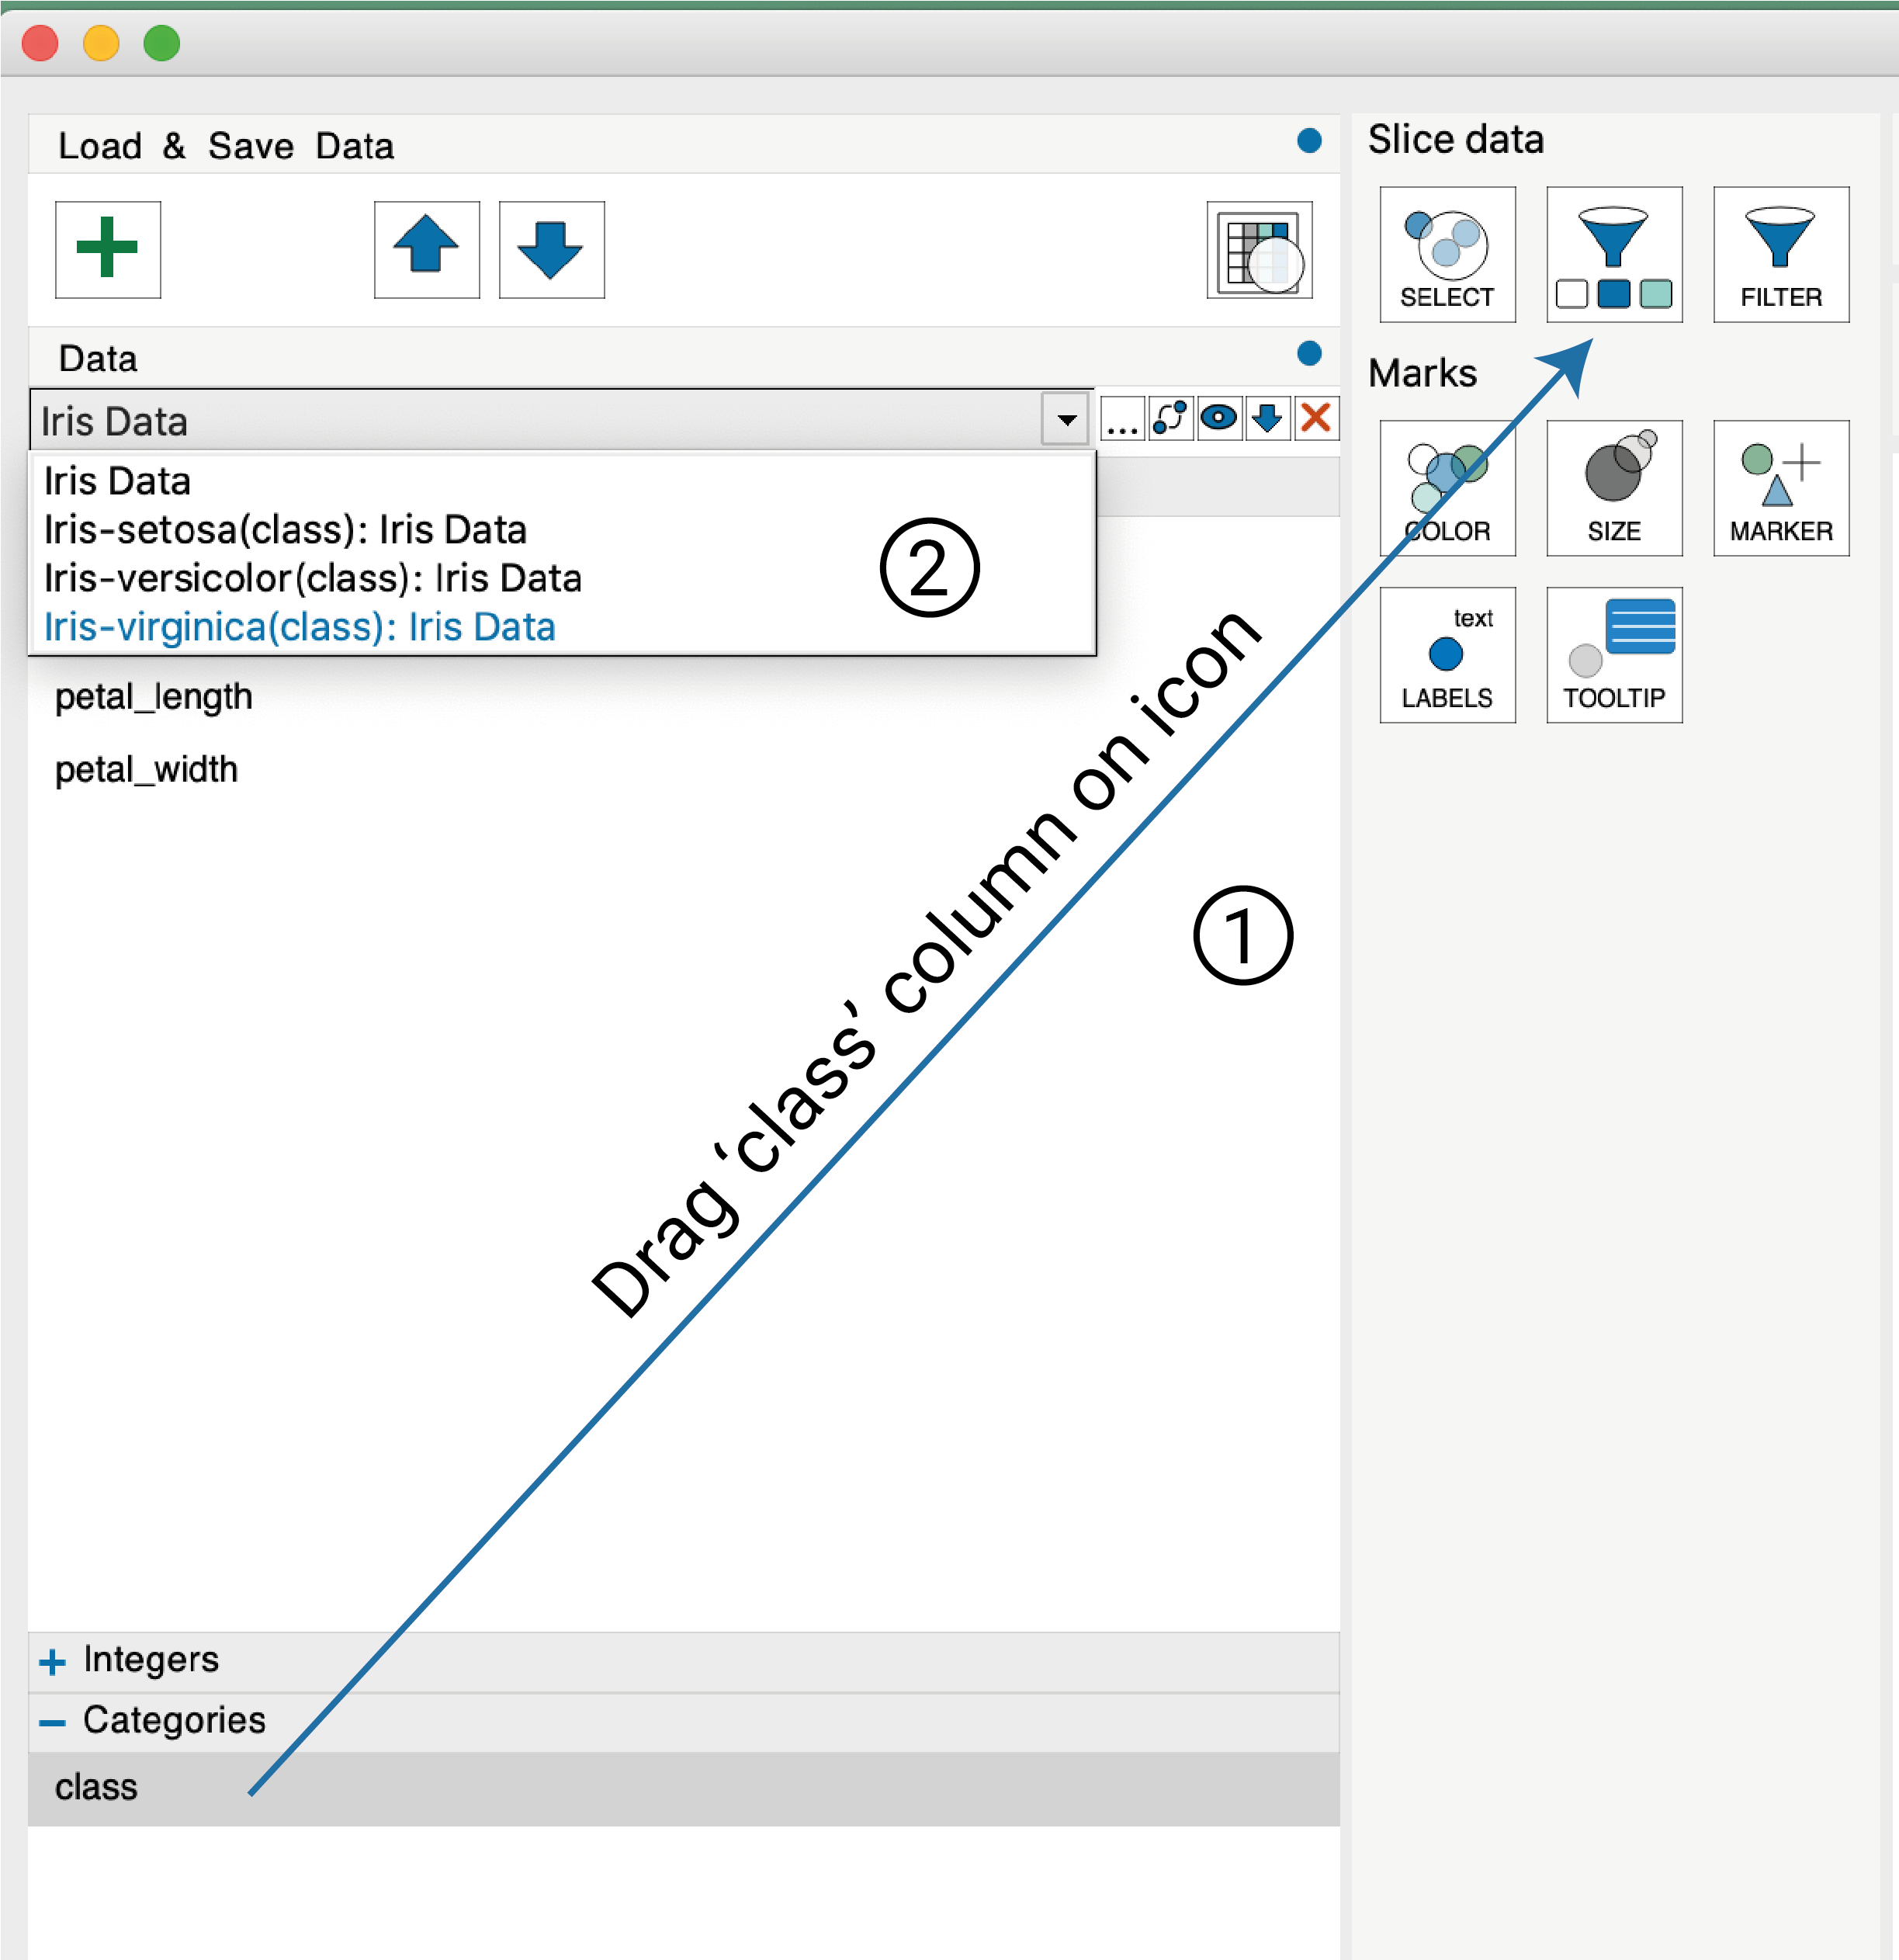 Load & Save Data
Data
Iris Data
...
Iris Data
Iris-setosa(class): Iris Data
Iris-versicolor(class): Iris Data
Iris-virginica(class): Iris Data
2
petal_length
petal_width
Drag ‘class’ column on icon
1
Integers
Categories
class
Slice data
SELECT
FILTER
Marks
COLOR
SIZE
MARKER
text
LABELS
TOOLTIP